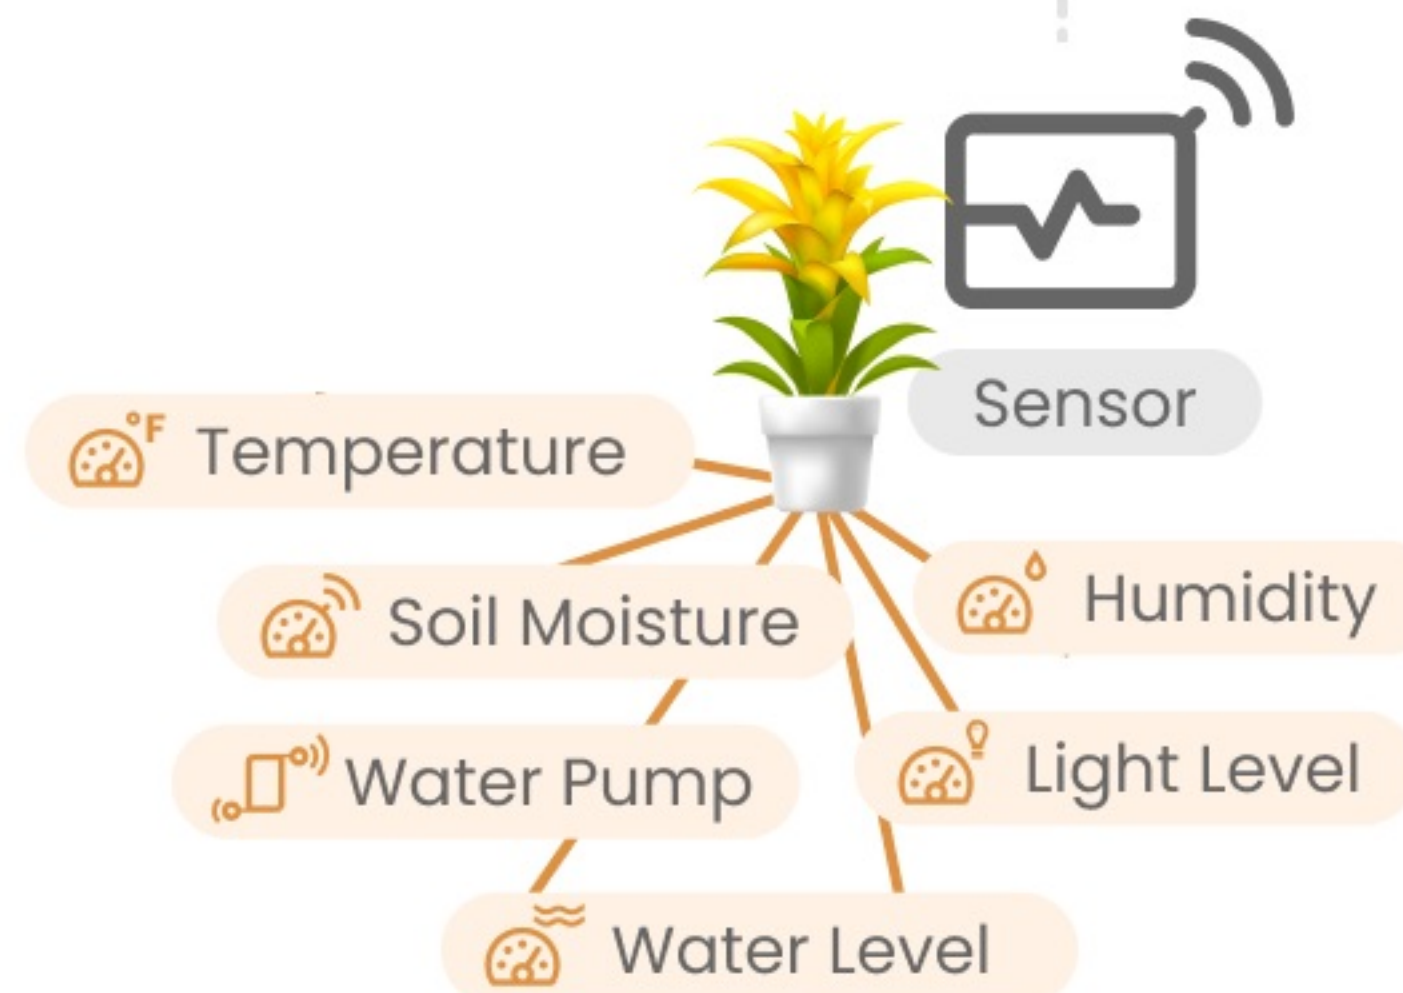 Sensor
°F Temperature
Humidity
Soil Moisture
Light Level
Water Pump
Water Level